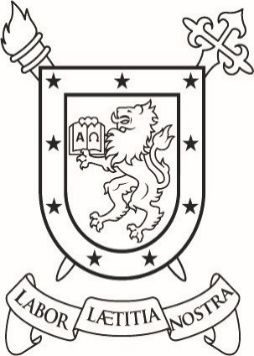 Α Ω
LABOR LÆTITIA NOSTRA